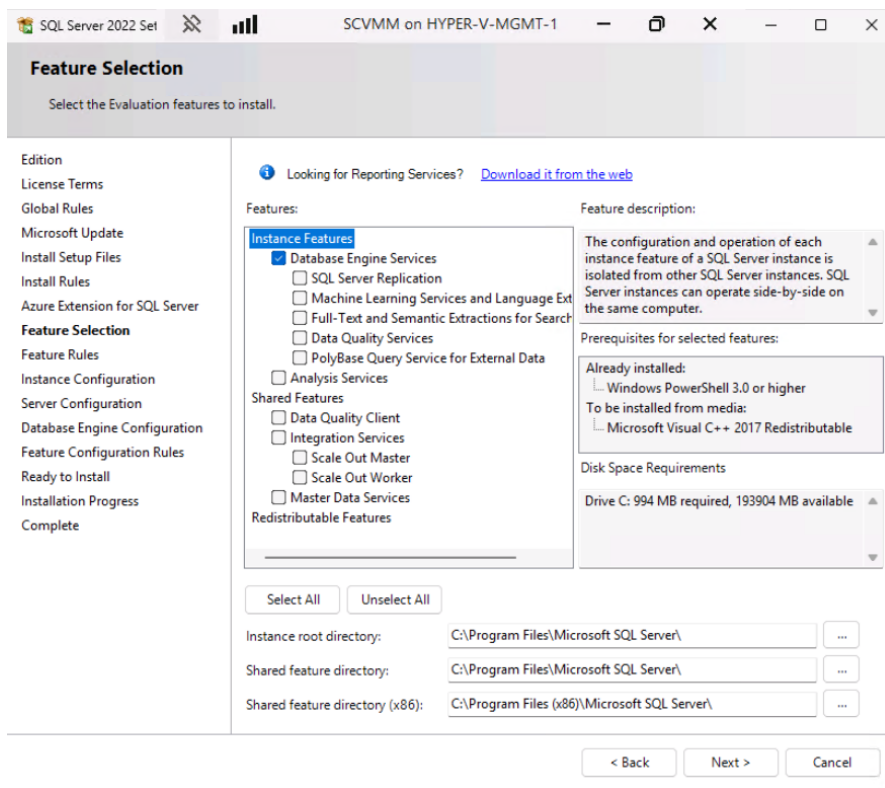 SQL Server 2022 Set
SCVMM on HYPER-V-MGMT-1
Feature Selection
Select the Evaluation features to install.
Edition
License Terms
Global Rules
Microsoft Update
Install Setup Files
Install Rules
Azure Extension for SQL Server
Feature Selection
Feature Rules
Instance Configuration
Server Configuration
Database Engine Configuration
Feature Configuration Rules
Ready to Install
Installation Progress
Complete
Looking for Reporting Services? Download it from the web
Features:
Instance Features
Database Engine Services
SQL Server Replication
Machine Learning Services and Language Ext
Full-Text and Semantic Extractions for Search
Data Quality Services
PolyBase Query Service for External Data
Analysis Services
Shared Features
Data Quality Client
Integration Services
Scale Out Master
Scale Out Worker
Master Data Services
Redistributable Features
Feature description:
The configuration and operation of each
instance feature of a SQL Server instance is
isolated from other SQL Server instances. SQL
Server instances can operate side-by-side on
the same computer.
Prerequisites for selected features:
Already installed:
Windows PowerShell 3.0 or higher
To be installed from media:
Microsoft Visual C++ 2017 Redistributable
Disk Space Requirements
Drive C: 994 MB required, 193904 MB available
Select All
Unselect All
Instance root directory: C:\Program Files\Microsoft SQL Server\ ...
Shared feature directory: C:\Program Files\Microsoft SQL Server\ ...
Shared feature directory (x86): C:\Program Files (x86)\Microsoft SQL Server\ ...
< Back
Next >
Cancel